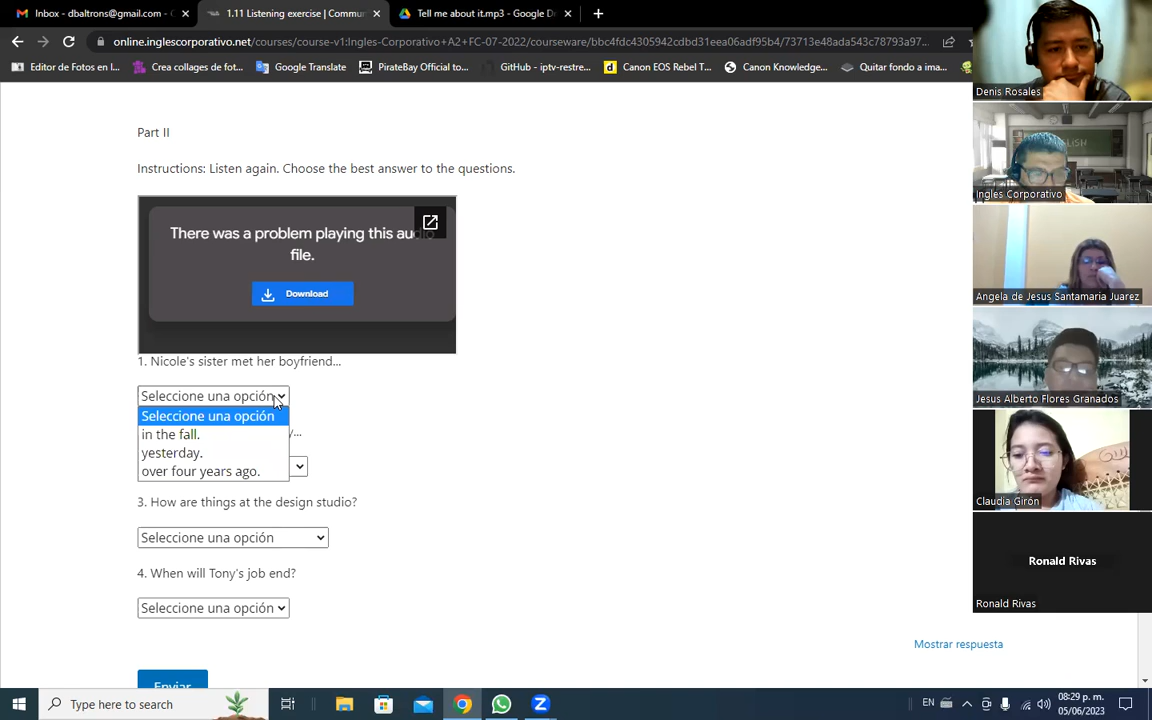 Inbox - dbaltrons@gmail.com -
1.11 Listening exercise | Commun
Tell me about it.mp3 - Google D
online.inglescorporativo.net/courses/course-v1:Ingles-Corporativo+A2+FC-07-2022/courseware/bbc4fdc4305942cdbd31eea06adf95b4/73713e48ada543c78793a97...
Editor de Fotos en l...
Crea collages de fot...
Google Translate
PirateBay Official to...
GitHub - iptv-restre...
Canon EOS Rebel T...
Canon Knowledge...
Quitar fondo a ima...
Part II
Instructions: Listen again. Choose the best answer to the questions.
There was a problem playing this au
file.
Download
1. Nicole's sister met her boyfriend...
Seleccione una opción
Seleccione una opción
in the fall.
yesterday.
over four years ago.
3. How are things at the design studio?
Seleccione una opción
4. When will Tony's job end?
Seleccione una opción
Mostrar respuesta
Enviar
Denis Rosales
Ingles Corporativo
Angela de Jesus Santamaria Juarez
Jesus Alberto Flores Granados
Claudia Girón
Ronald Rivas
Ronald Rivas
Type here to search
EN
08:29 p. m.
05/06/2023